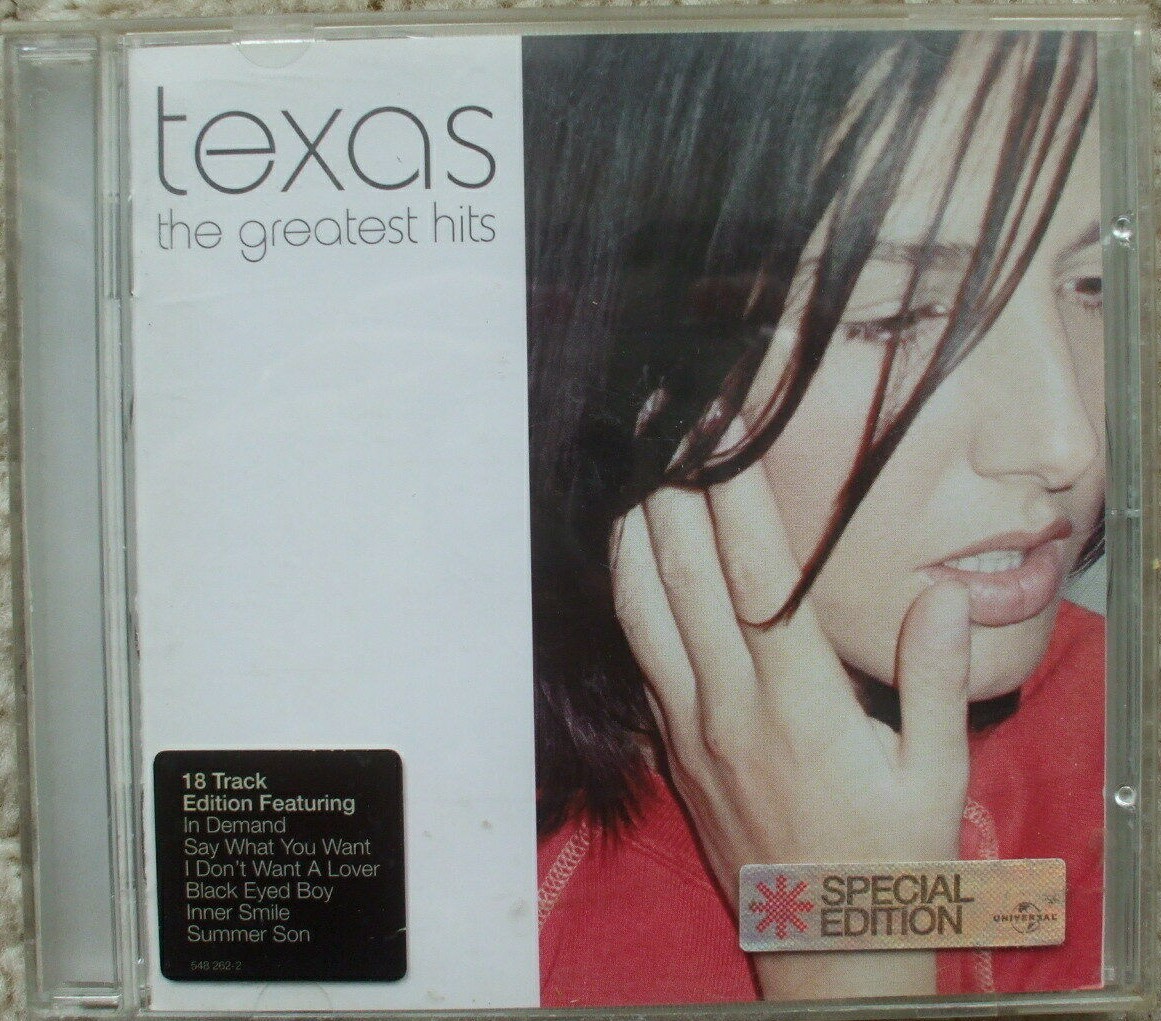 texas
the greatest hits
18 Track
Edition Featuring
In Demand
Say What You Want
I Don't Want A Lover
Black Eyed Boy
Inner Smile
Summer Son
548 262-2
SPECIAL
EDITION
UNIVERSAL